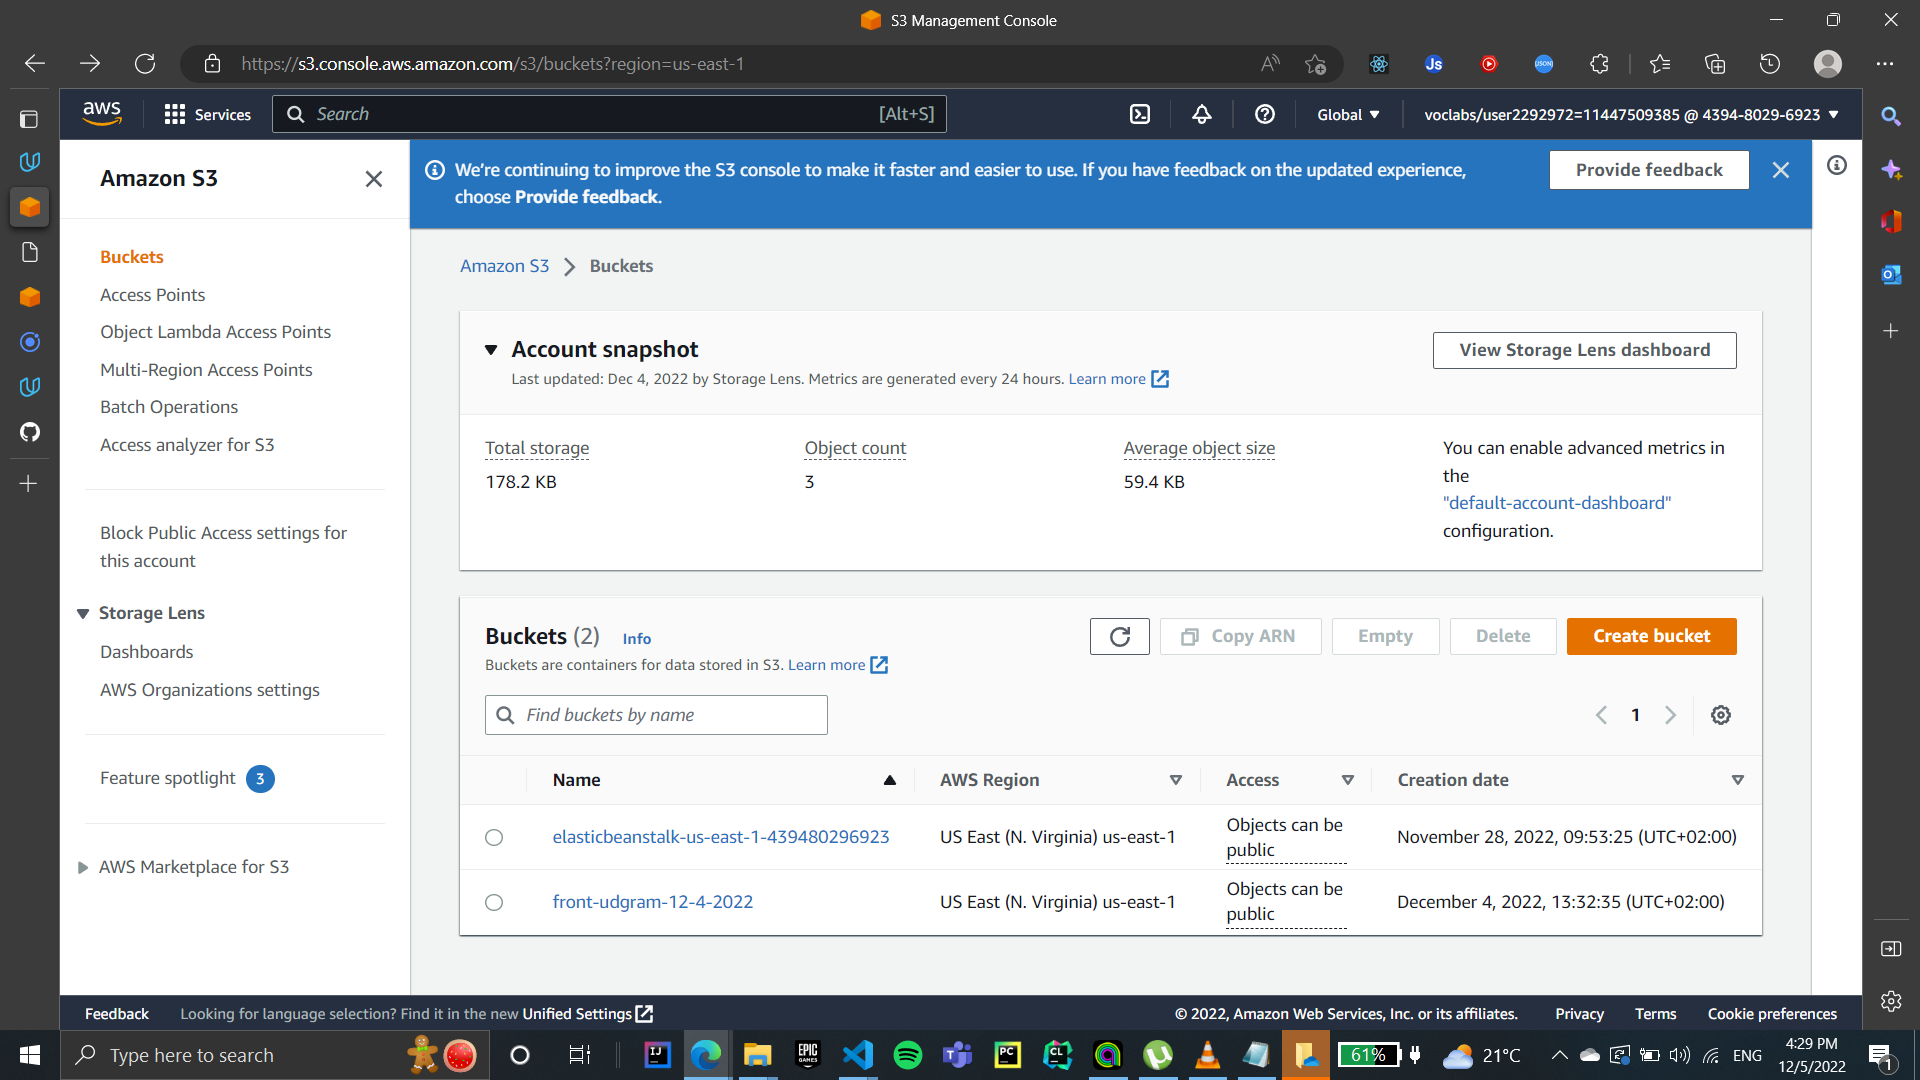 S3 Management Console
https://s3.console.aws.amazon.com/s3/buckets?region=us-east-1
aws
Services
Search
[Alt+S]
Global
voclabs/user2292972=11447509385 @ 4394-8029-6923
Amazon S3
Buckets
Access Points
Object Lambda Access Points
Multi-Region Access Points
Batch Operations
Access analyzer for S3
Block Public Access settings for
this account
Storage Lens
Dashboards
AWS Organizations settings
Feature spotlight 3
AWS Marketplace for S3
We're continuing to improve the S3 console to make it faster and easier to use. If you have feedback on the updated experience,
choose Provide feedback.
Provide feedback
Amazon S3 Buckets
Account snapshot
Last updated: Dec 4, 2022 by Storage Lens. Metrics are generated every 24 hours. Learn more
View Storage Lens dashboard
Total storage
178.2 KB
Object count
3
Average object size
59.4 KB
You can enable advanced metrics in
the
"default-account-dashboard"
configuration.
Buckets (2) Info
Buckets are containers for data stored in S3. Learn more
Copy ARN
Empty
Delete
Create bucket
Find buckets by name
1
Name AWS Region Access Creation date
elasticbeanstalk-us-east-1-439480296923 US East (N. Virginia) us-east-1 Objects can be public November 28, 2022, 09:53:25 (UTC+02:00)
front-udgram-12-4-2022 US East (N. Virginia) us-east-1 Objects can be public December 4, 2022, 13:32:35 (UTC+02:00)
Feedback Looking for language selection? Find it in the new Unified Settings
© 2022, Amazon Web Services, Inc. or its affiliates. Privacy Terms Cookie preferences
Type here to search
61%
21°C
ENG
4:29 PM
12/5/2022
1